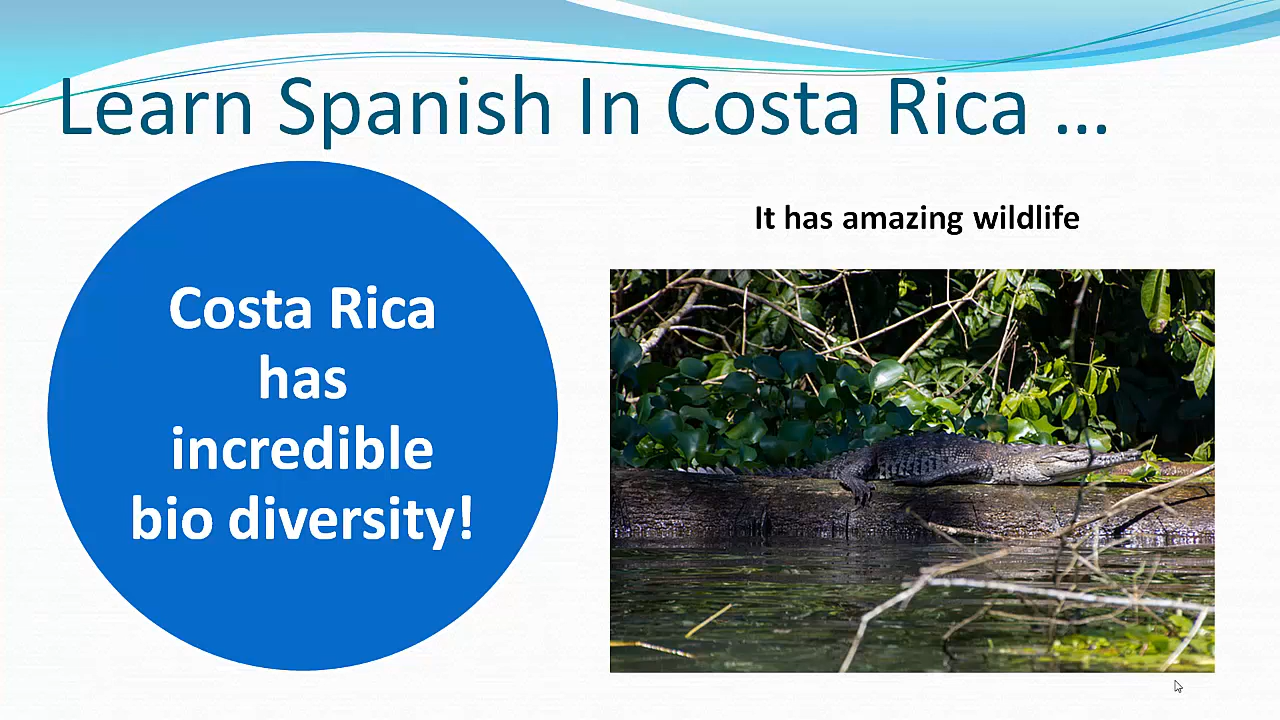 Learn Spanish In Costa Rica ...
Costa Rica
has
incredible
bio diversity!
It has amazing wildlife